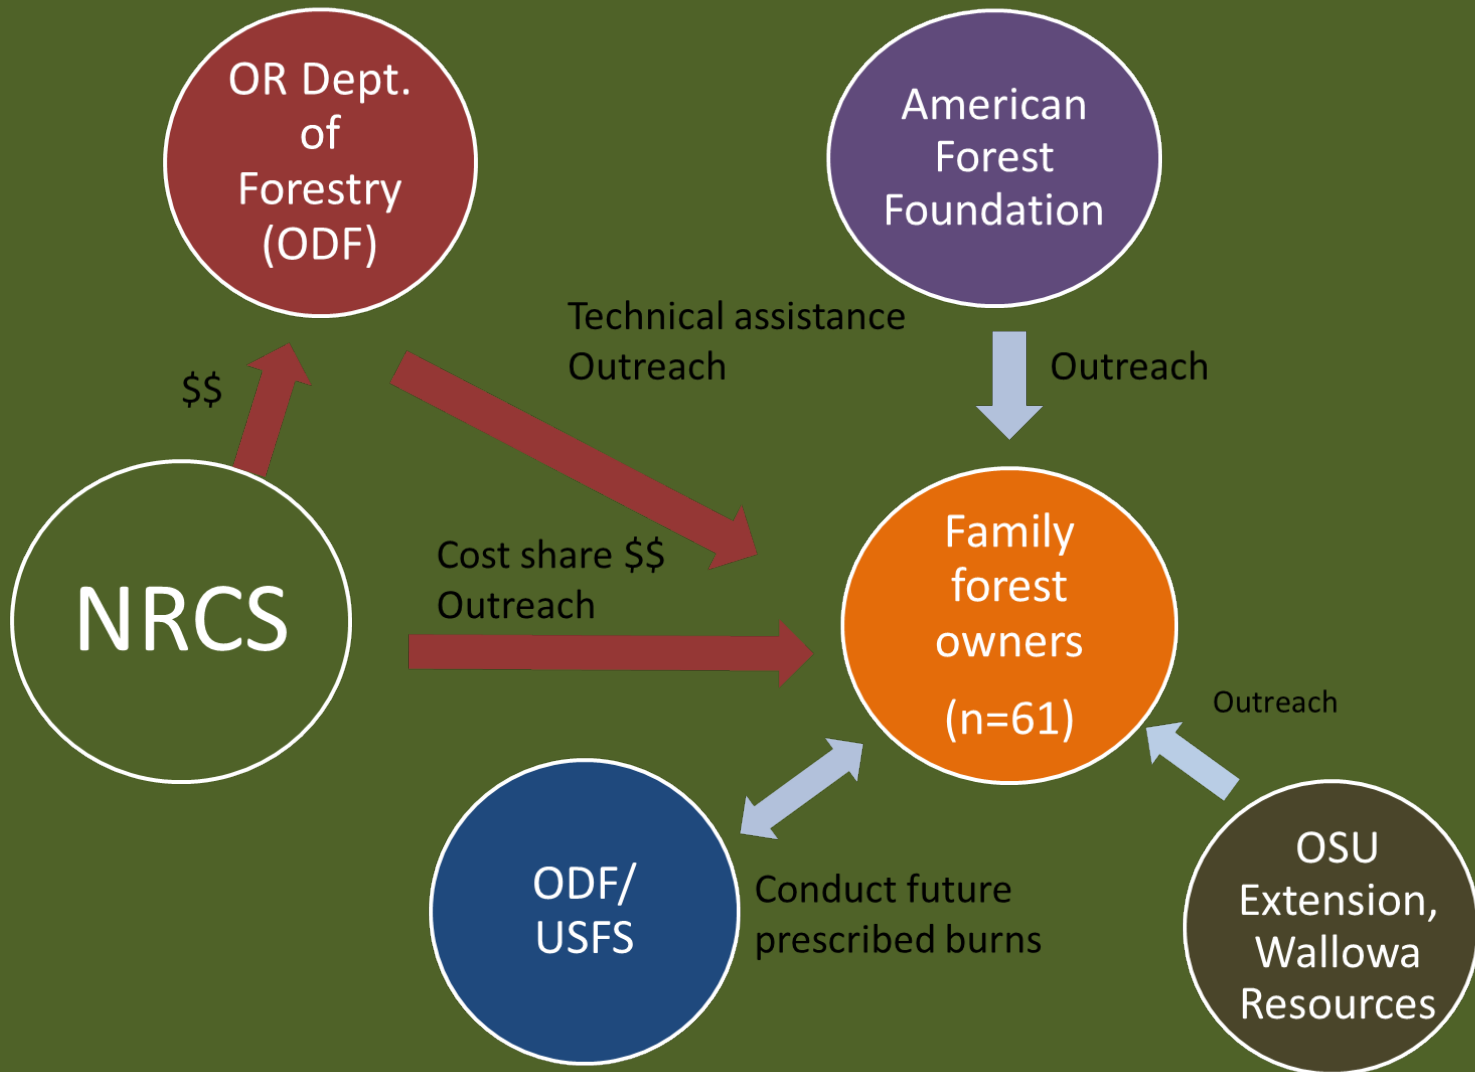 OR Dept.
of
Forestry
(ODF)
American
Forest
Foundation
Technical assistance
Outreach
Outreach
$$
NRCS
Cost share $$
Outreach
Family
forest
owners
(n=61)
Outreach
ODF/
USFS
Conduct future
prescribed burns
OSU
Extension,
Wallowa
Resources